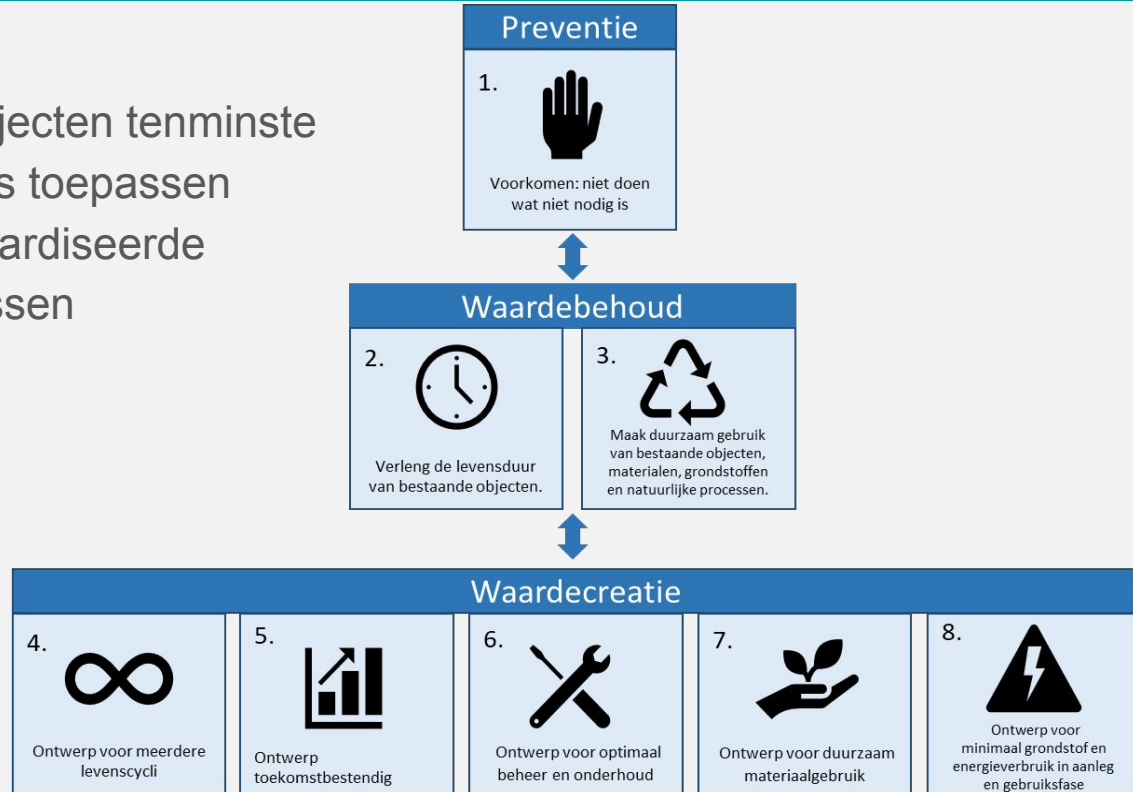 jecten tenminste
s toepassen
ardiseerde
ssen
Preventie
1.
Voorkomen: niet doen
wat niet nodig is
Waardebehoud
2.
Verleng de levensduur
van bestaande objecten.
3.
Maak duurzaam gebruik
van bestaande objecten,
materialen, grondstoffen
en natuurlijke processen.
Waardecreatie
4.
Ontwerp voor meerdere
levenscycli
5.
Ontwerp
toekomstbestendig
6.
Ontwerp voor optimaal
beheer en onderhoud
7.
Ontwerp voor duurzaam
materiaalgebruik
8.
Ontwerp voor
minimaal grondstof en
energieverbruik in aanleg
en gebruiksfase